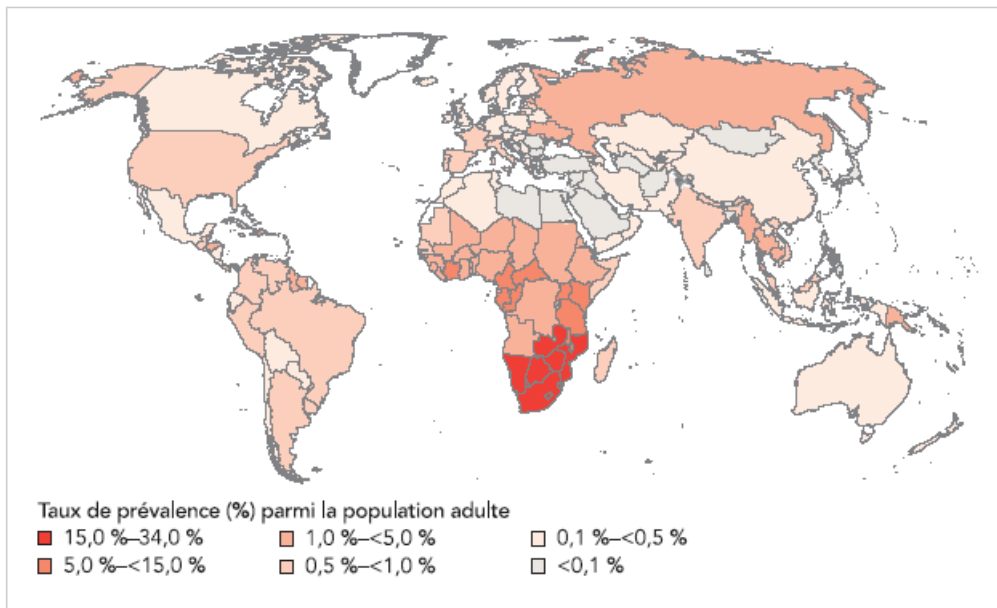 Taux de prévalence (%) parmi la population adulte
15,0 %–34,0 % 1,0 %–<5,0 % 0,1 %–<0,5 %
5,0 %–<15,0 % 0,5 %–<1,0 % <0,1 %